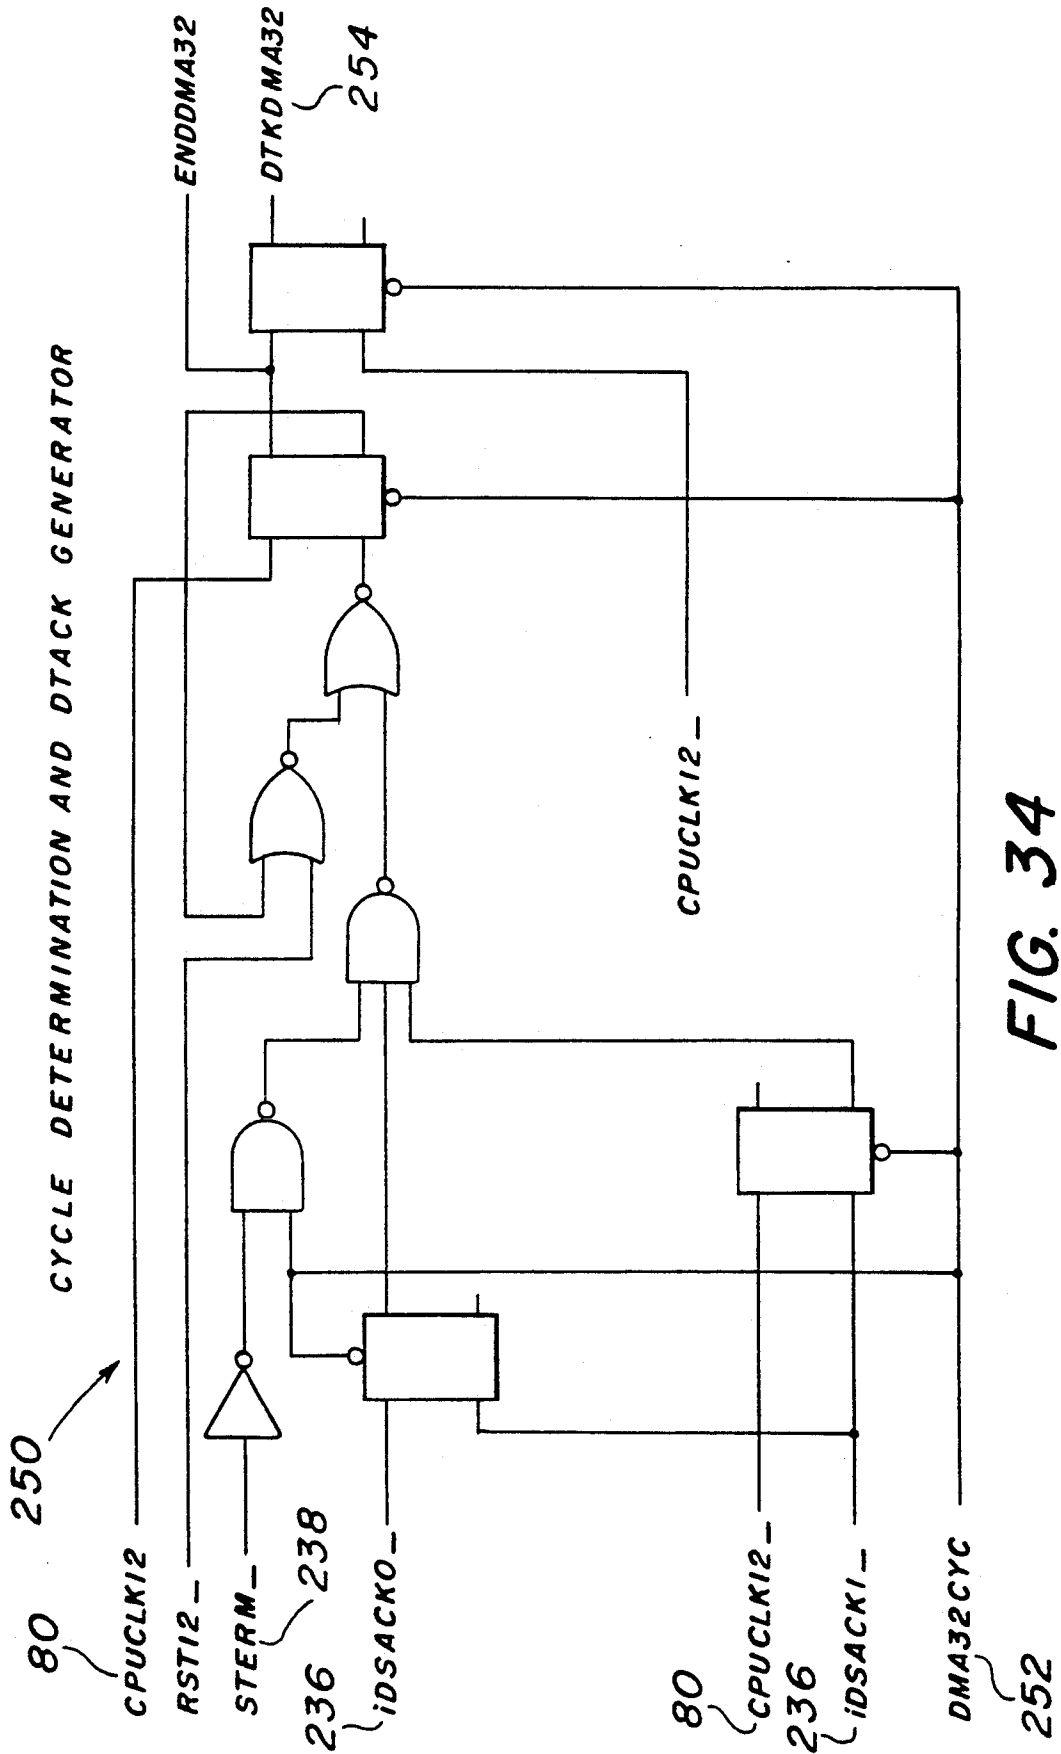 CYCLE DETERMINATION AND DTACK GENERATOR
250
80
CPUCLK12
RST12_
STERM_
238
236
iDSACK0_
80
CPUCLK12_
236
iDSACK1_
DMA32CYC
252
CPUCLK12_
ENDDMA32
DTKDMA32
254
FIG. 34